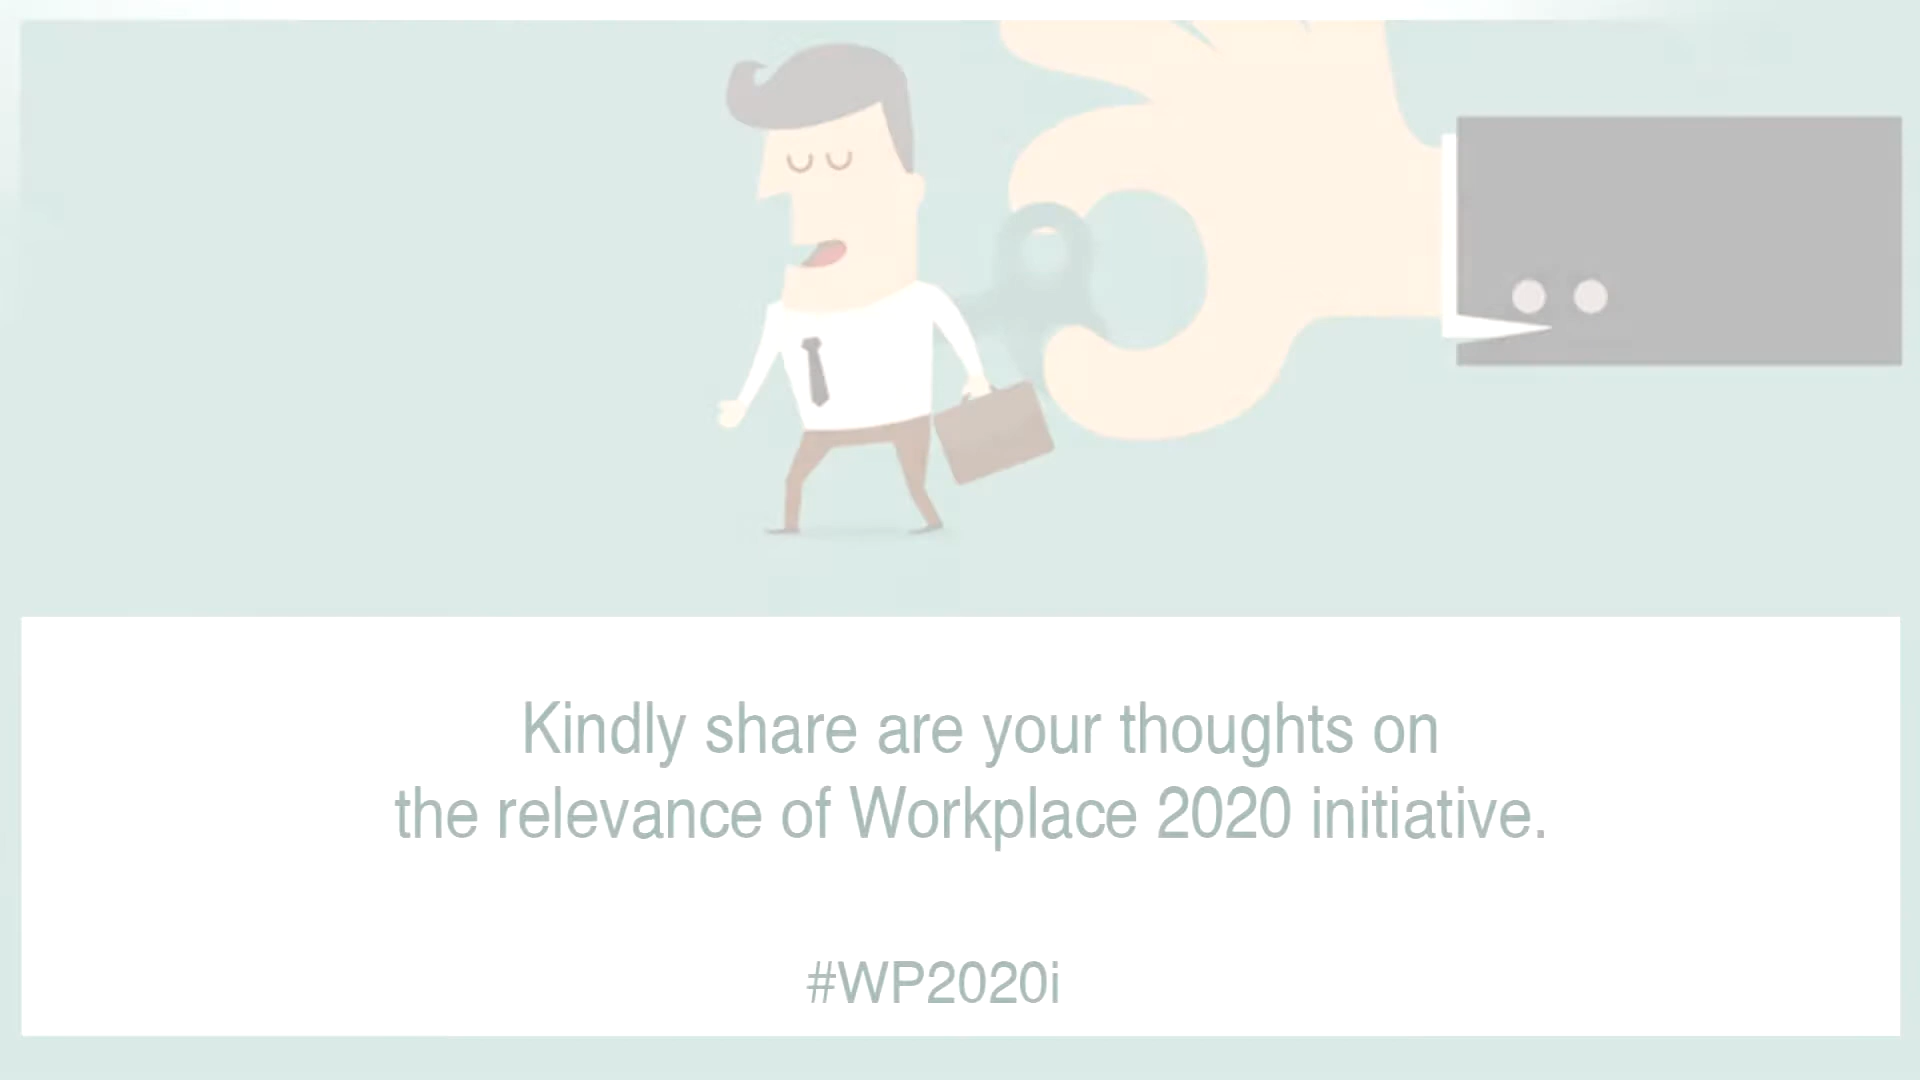 Kindly share are your thoughts on
the relevance of Workplace 2020 initiative.
#WP2020i